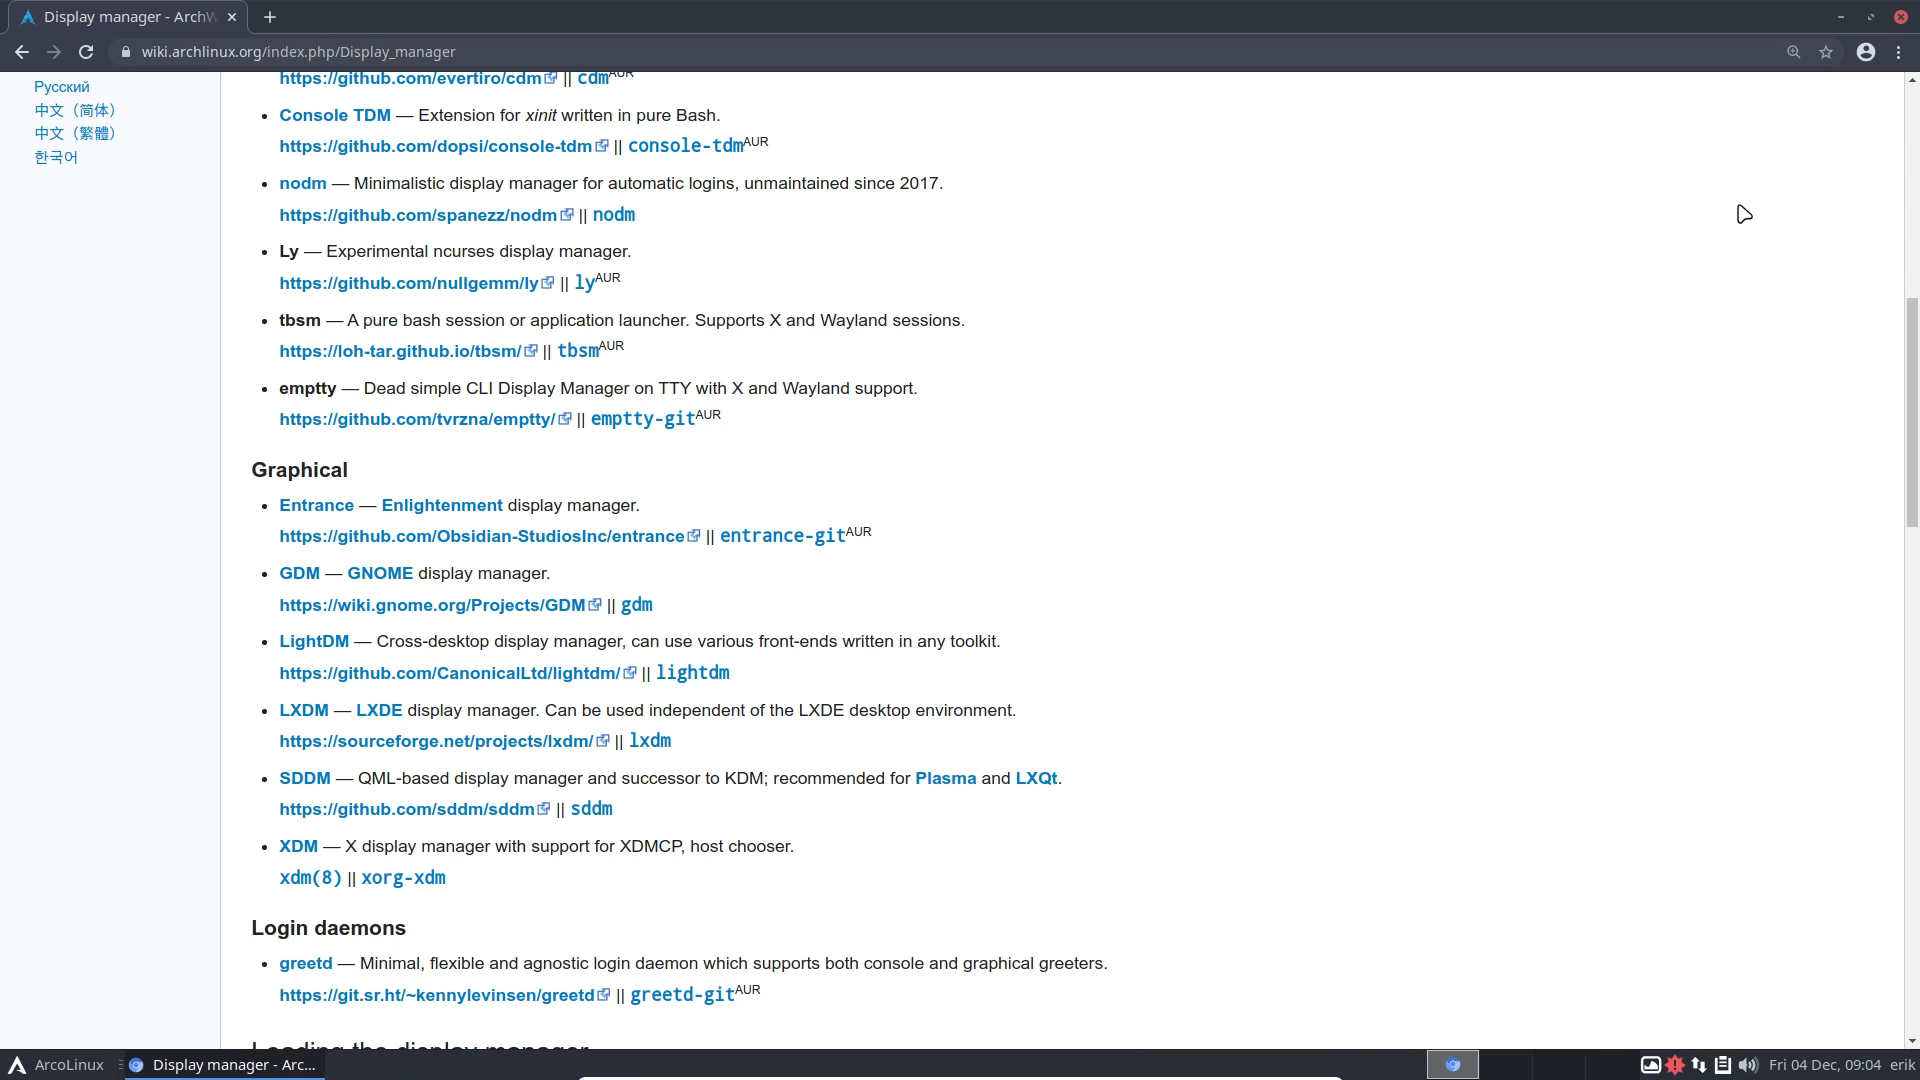 Display manager - ArchW
wiki.archlinux.org/index.php/Display_manager
Русский
中文（简体）
中文（繁體）
한국어
https://github.com/evertiro/cdm || cdmAUR
Console TDM — Extension for xinit written in pure Bash.
https://github.com/dopsi/console-tdm || console-tdmAUR
nodm — Minimalistic display manager for automatic logins, unmaintained since 2017.
https://github.com/spanezz/nodm || nodm
Ly — Experimental ncurses display manager.
https://github.com/nullgemm/ly || lyAUR
tbsm — A pure bash session or application launcher. Supports X and Wayland sessions.
https://loh-tar.github.io/tbsm/ || tbsmAUR
emptty — Dead simple CLI Display Manager on TTY with X and Wayland support.
https://github.com/tvrzna/emptty/ || emptty-gitAUR
Graphical
Entrance — Enlightenment display manager.
https://github.com/Obsidian-StudiosInc/entrance || entrance-gitAUR
GDM — GNOME display manager.
https://wiki.gnome.org/Projects/GDM || gdm
LightDM — Cross-desktop display manager, can use various front-ends written in any toolkit.
https://github.com/CanonicalLtd/lightdm/ || lightdm
LXDM — LXDE display manager. Can be used independent of the LXDE desktop environment.
https://sourceforge.net/projects/lxdm/ || lxdm
SDDM — QML-based display manager and successor to KDM; recommended for Plasma and LXQt.
https://github.com/sddm/sddm || sddm
XDM — X display manager with support for XDMCP, host chooser.
xdm(8) || xorg-xdm
Login daemons
greetd — Minimal, flexible and agnostic login daemon which supports both console and graphical greeters.
https://git.sr.ht/~kennylevinsen/greetd || greetd-gitAUR
Loading the display manager
ArcoLinux
Display manager - Arc...
Fri 04 Dec, 09:04
erik